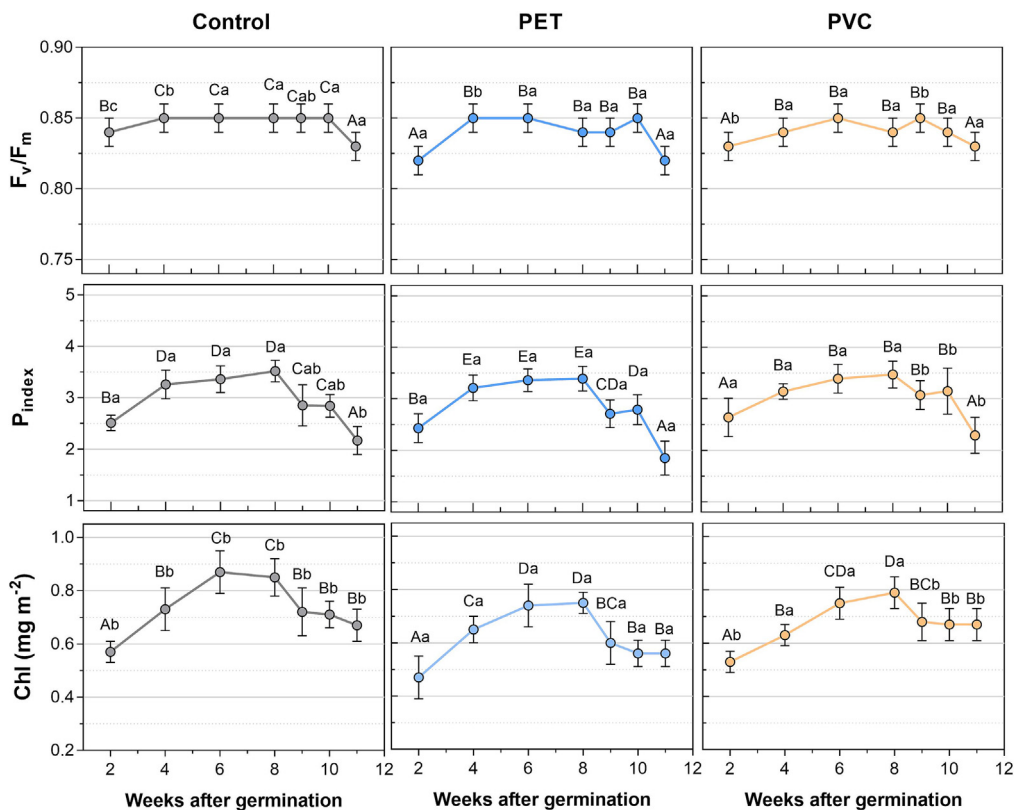 Control PET PVC
0.90
0.85
0.80
0.75
F_v/F_m
Bc Cb Ca Ca Cab Ca Aa
Aa Bb Ba Ba Ba Ba Aa
Ab Ba Ba Ba Bb Ba Aa
5
4
3
2
1
P_index
Ba Da Da Da Cab Cab Ab
Ba Ea Ea Ea CDa Da Aa
Aa Ba Ba Ba Bb Bb Ab
1.0
0.8
0.6
0.4
0.2
Chl (mg m⁻²)
Ab Bb Cb Cb Bb Bb Bb
Aa Ca Da Da BCa Ba Ba
Ab Ba CDa Da BCb Bb Bb
2 4 6 8 10 12 2 4 6 8 10 12 2 4 6 8 10 12
Weeks after germination Weeks after germination Weeks after germination